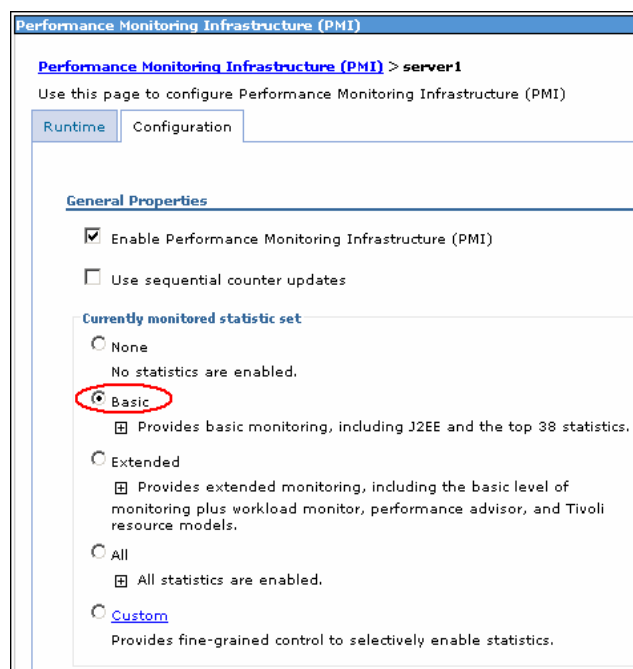 Performance Monitoring Infrastructure (PMI)
Performance Monitoring Infrastructure (PMI) > server1
Use this page to configure Performance Monitoring Infrastructure (PMI)
Runtime Configuration
General Properties
Enable Performance Monitoring Infrastructure (PMI)
Use sequential counter updates
Currently monitored statistic set
None
No statistics are enabled.
Basic
Provides basic monitoring, including J2EE and the top 38 statistics.
Extended
Provides extended monitoring, including the basic level of
monitoring plus workload monitor, performance advisor, and Tivoli
resource models.
All
All statistics are enabled.
Custom
Provides fine-grained control to selectively enable statistics.